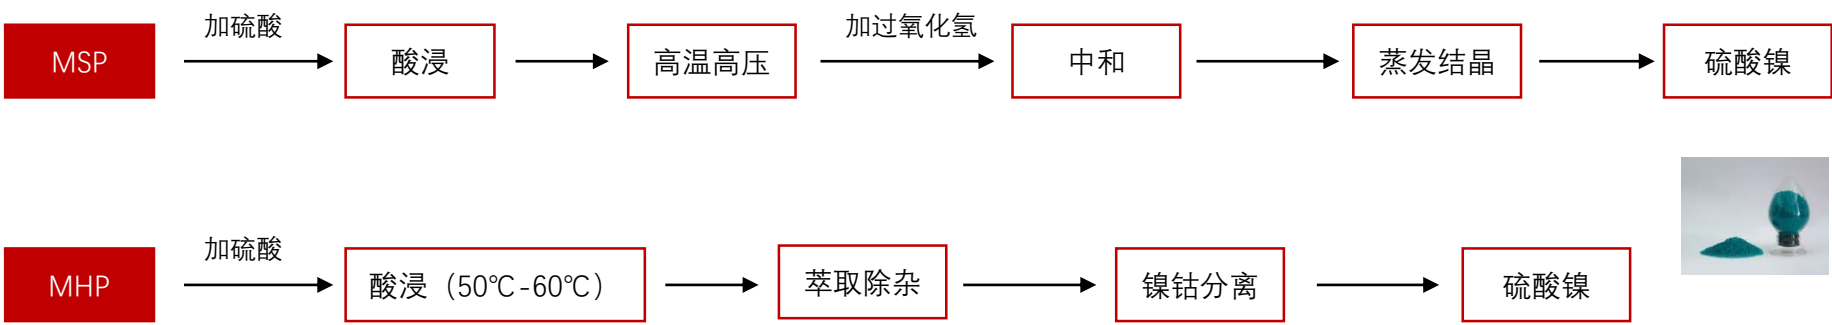 加硫酸
加过氧化氢
MSP
酸浸
高温高压
中和
蒸发结晶
硫酸镍
加硫酸
MHP
酸浸（50℃-60℃）
萃取除杂
镍钴分离
硫酸镍